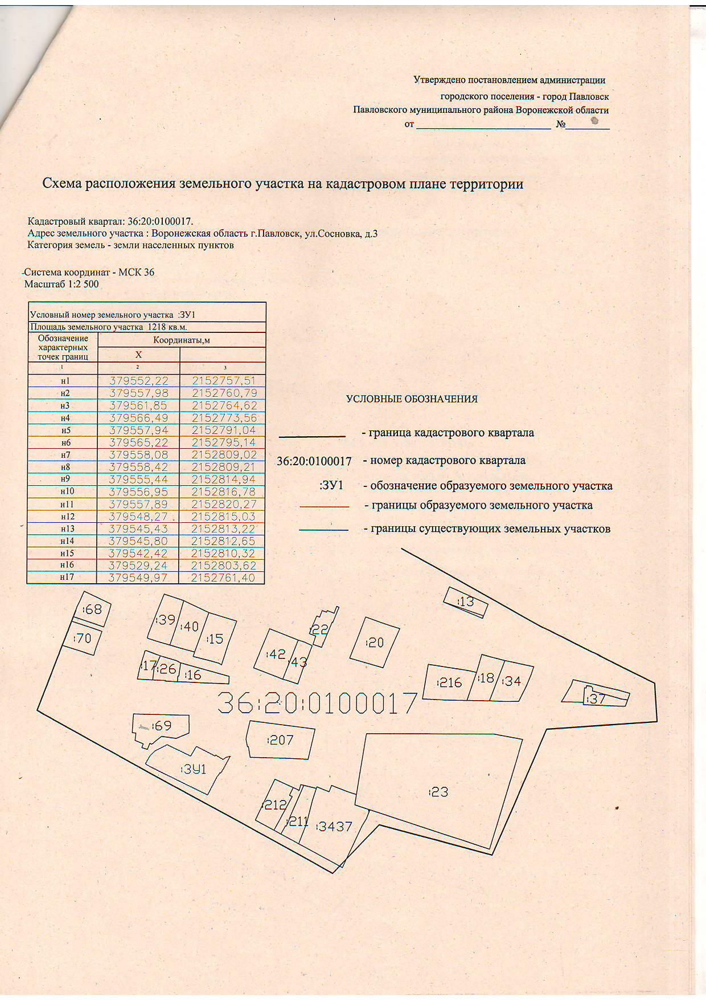 Утверждено постановлением администрации
городского поселения - город Павловск
Павловского муниципального района Воронежской области
от ___________ № ________
Схема расположения земельного участка на кадастровом плане территории
Кадастровый квартал: 36:20:0100017.
Адрес земельного участка : Воронежская область г.Павловск, ул.Сосновка, д.3
Категория земель - земли населенных пунктов
Система координат - МСК 36
Масштаб 1:2 500
Условный номер земельного участка :ЗУ1
Площадь земельного участка 1218 кв.м.
Обозначение характерных точек границ Координаты,м
X
1 2 3
н1 379552,22 2152757,51
н2 379557,98 2152760,79
н3 379561,85 2152764,62
н4 379566,49 2152773,56
н5 379557,94 2152791,04
н6 379565,22 2152795,14
н7 379558,08 2152809,02
н8 379558,42 2152809,21
н9 379555,44 2152814,94
н10 379556,95 2152816,78
н11 379557,89 2152820,27
н12 379548,27 2152815,03
н13 379545,43 2152813,22
н14 379545,80 2152812,65
н15 379542,42 2152810,32
н16 379529,24 2152803,62
н17 379549,97 2152761,40
УСЛОВНЫЕ ОБОЗНАЧЕНИЯ
- граница кадастрового квартала
36:20:0100017 - номер кадастрового квартала
:ЗУ1 - обозначение образуемого земельного участка
- границы образуемого земельного участка
- границы существующих земельных участков
:13
:68
:39
:40
:22
:70
:15
:20
:42
:43
:17
:26
:16
:216
:18
:34
:37
36:20:0100017
:69
:207
:ЗУ1
:23
:212
:211
:3437